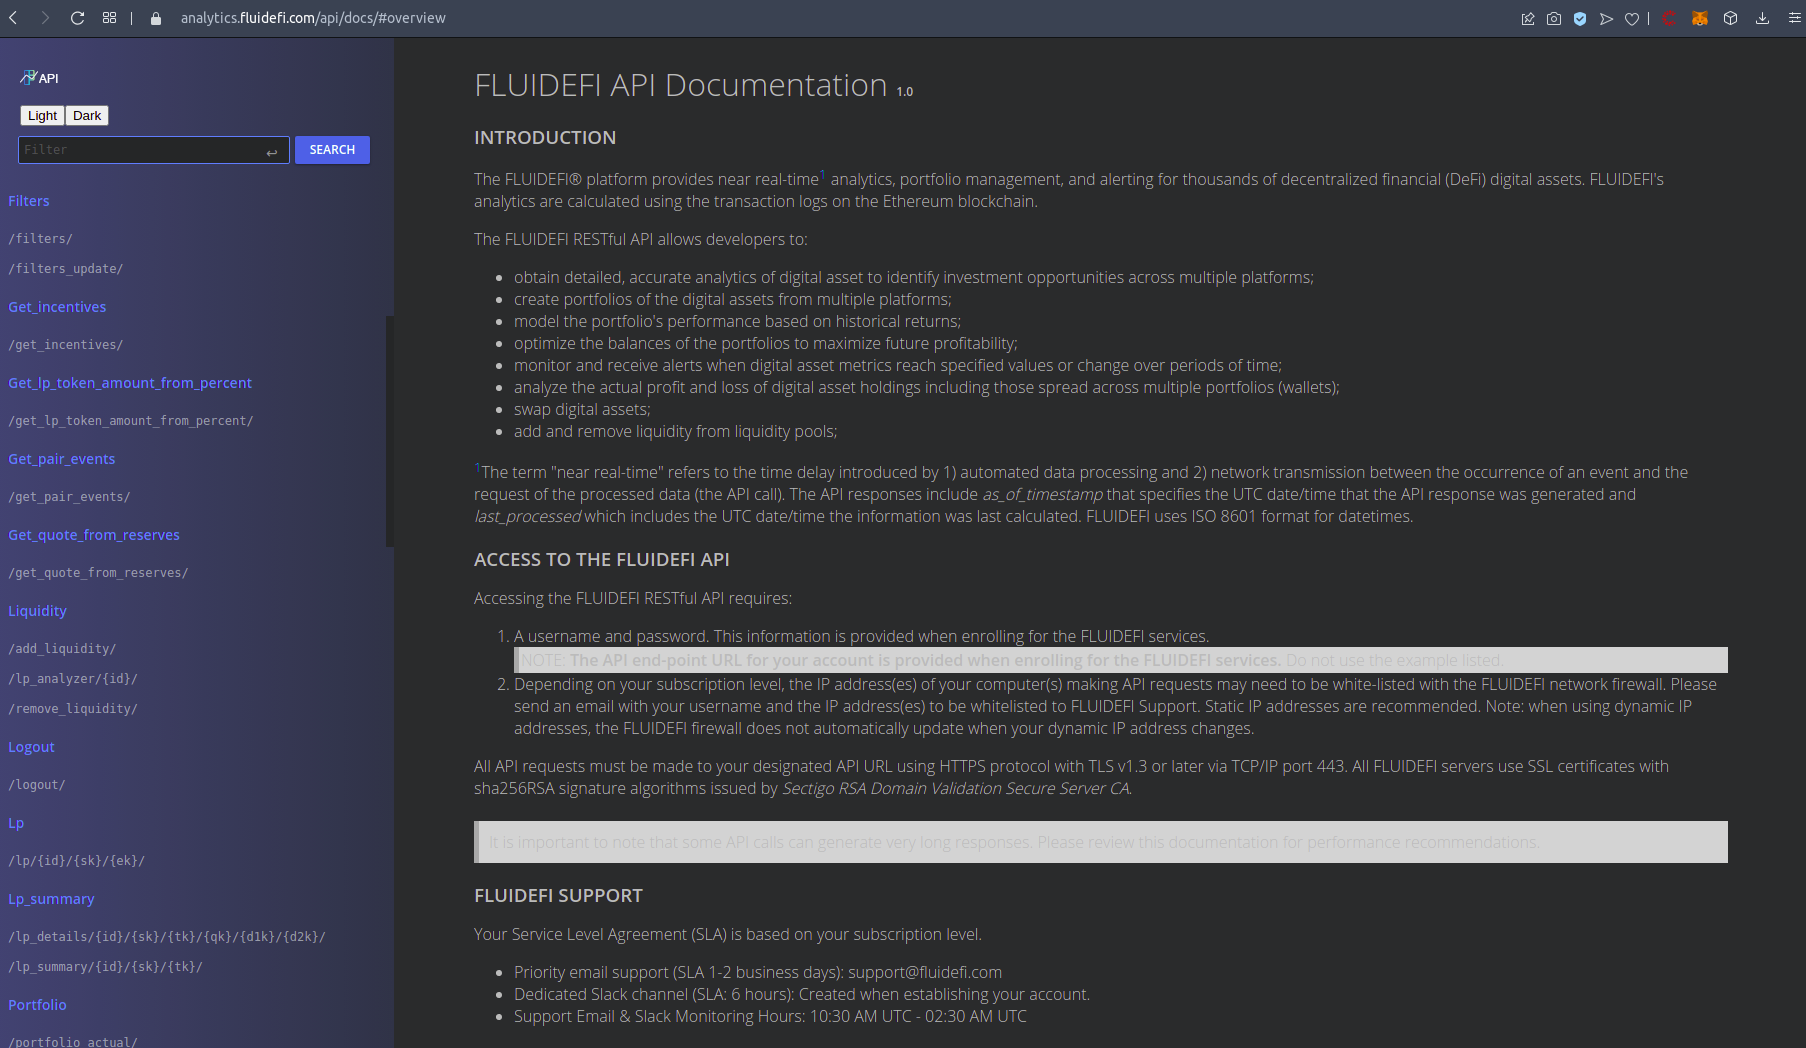 analytics.fluidefi.com/api/docs/#overview
API
Light Dark
Filter
SEARCH
Filters
/filters/
/filters_update/
Get_incentives
/get_incentives/
Get_lp_token_amount_from_percent
/get_lp_token_amount_from_percent/
Get_pair_events
/get_pair_events/
Get_quote_from_reserves
/get_quote_from_reserves/
Liquidity
/add_liquidity/
/lp_analyzer/{id}/
/remove_liquidity/
Logout
/logout/
Lp
/lp/{id}/{sk}/{ek}/
Lp_summary
/lp_details/{id}/{sk}/{tk}/{qk}/{d1k}/{d2k}/
/lp_summary/{id}/{sk}/{tk}/
Portfolio
/portfolio_actual/
FLUIDEFI API Documentation 1.0
INTRODUCTION
The FLUIDEFI® platform provides near real-time1 analytics, portfolio management, and alerting for thousands of decentralized financial (DeFi) digital assets. FLUIDEFI's
analytics are calculated using the transaction logs on the Ethereum blockchain.
The FLUIDEFI RESTful API allows developers to:
• obtain detailed, accurate analytics of digital asset to identify investment opportunities across multiple platforms;
• create portfolios of the digital assets from multiple platforms;
• model the portfolio's performance based on historical returns;
• optimize the balances of the portfolios to maximize future profitability;
• monitor and receive alerts when digital asset metrics reach specified values or change over periods of time;
• analyze the actual profit and loss of digital asset holdings including those spread across multiple portfolios (wallets);
• swap digital assets;
• add and remove liquidity from liquidity pools;
1The term "near real-time" refers to the time delay introduced by 1) automated data processing and 2) network transmission between the occurrence of an event and the
request of the processed data (the API call). The API responses include as_of_timestamp that specifies the UTC date/time that the API response was generated and
last_processed which includes the UTC date/time the information was last calculated. FLUIDEFI uses ISO 8601 format for datetimes.
ACCESS TO THE FLUIDEFI API
Accessing the FLUIDEFI RESTful API requires:
1. A username and password. This information is provided when enrolling for the FLUIDEFI services.
NOTE: The API end-point URL for your account is provided when enrolling for the FLUIDEFI services. Do not use the example listed.
2. Depending on your subscription level, the IP address(es) of your computer(s) making API requests may need to be white-listed with the FLUIDEFI network firewall. Please
send an email with your username and the IP address(es) to be whitelisted to FLUIDEFI Support. Static IP addresses are recommended. Note: when using dynamic IP
addresses, the FLUIDEFI firewall does not automatically update when your dynamic IP address changes.
All API requests must be made to your designated API URL using HTTPS protocol with TLS v1.3 or later via TCP/IP port 443. All FLUIDEFI servers use SSL certificates with
sha256RSA signature algorithms issued by Sectigo RSA Domain Validation Secure Server CA.
It is important to note that some API calls can generate very long responses. Please review this documentation for performance recommendations.
FLUIDEFI SUPPORT
Your Service Level Agreement (SLA) is based on your subscription level.
• Priority email support (SLA 1-2 business days): support@fluidefi.com
• Dedicated Slack channel (SLA: 6 hours): Created when establishing your account.
• Support Email & Slack Monitoring Hours: 10:30 AM UTC - 02:30 AM UTC